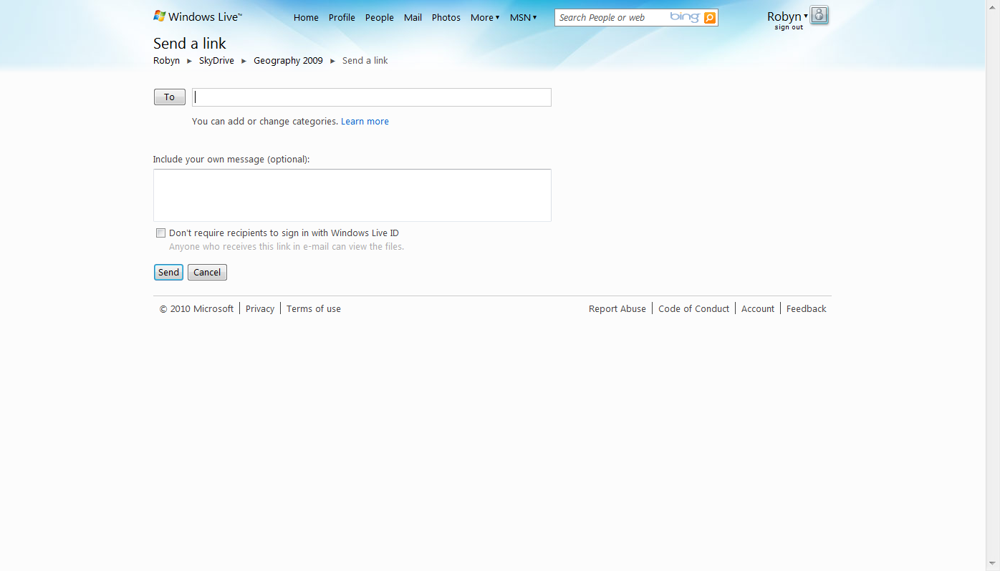 Windows Live™ Home Profile People Mail Photos More MSN Search People or web bing Robyn
sign out
Send a link
Robyn ► SkyDrive ► Geography 2009 ► Send a link
To
You can add or change categories. Learn more
Include your own message (optional):
Don't require recipients to sign in with Windows Live ID
Anyone who receives this link in e-mail can view the files.
Send Cancel
© 2010 Microsoft Privacy Terms of use Report Abuse Code of Conduct Account Feedback